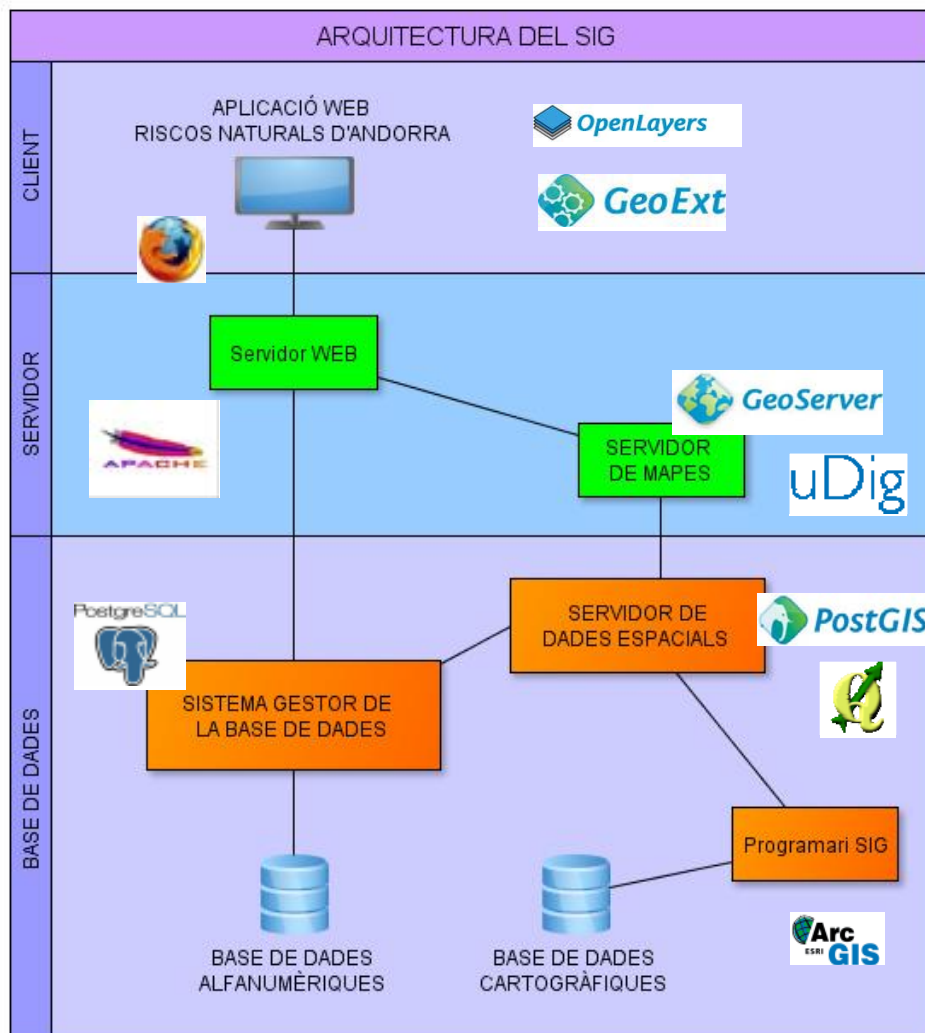 ARQUITECTURA DEL SIG
CLIENT
APLICACIÓ WEB
RISCOS NATURALS D'ANDORRA
OpenLayers
GeoExt
SERVIDOR
Servidor WEB
GeoServer
APACHE
SERVIDOR
DE MAPES
uDig
BASE DE DADES
PostgreSQL
SERVIDOR DE
DADES ESPACIALS
PostGIS
SISTEMA GESTOR DE
LA BASE DE DADES
Programari SIG
BASE DE DADES
ALFANUMÈRIQUES
BASE DE DADES
CARTOGRÀFIQUES
Arc
ESRI GIS